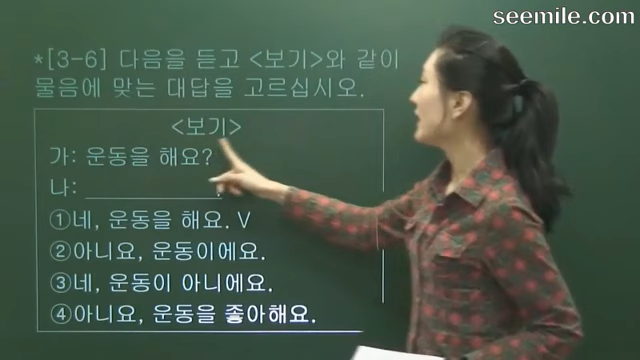 seemile.com
*[3-6] 다음을 듣고 <보기>와 같이
물음에 맞는 대답을 고르십시오.
<보기>
가: 운동을 해요?
나: ____________.
①네, 운동을 해요. V
②아니요, 운동이에요.
③네, 운동이 아니에요.
④아니요, 운동을 좋아해요.